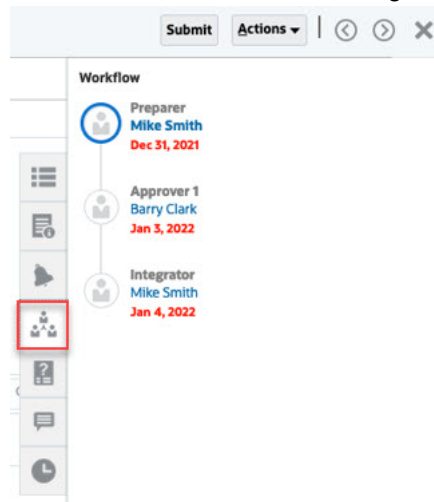 Submit
Actions
Workflow
Preparer
Mike Smith
Dec 31, 2021
Approver 1
Barry Clark
Jan 3, 2022
Integrator
Mike Smith
Jan 4, 2022